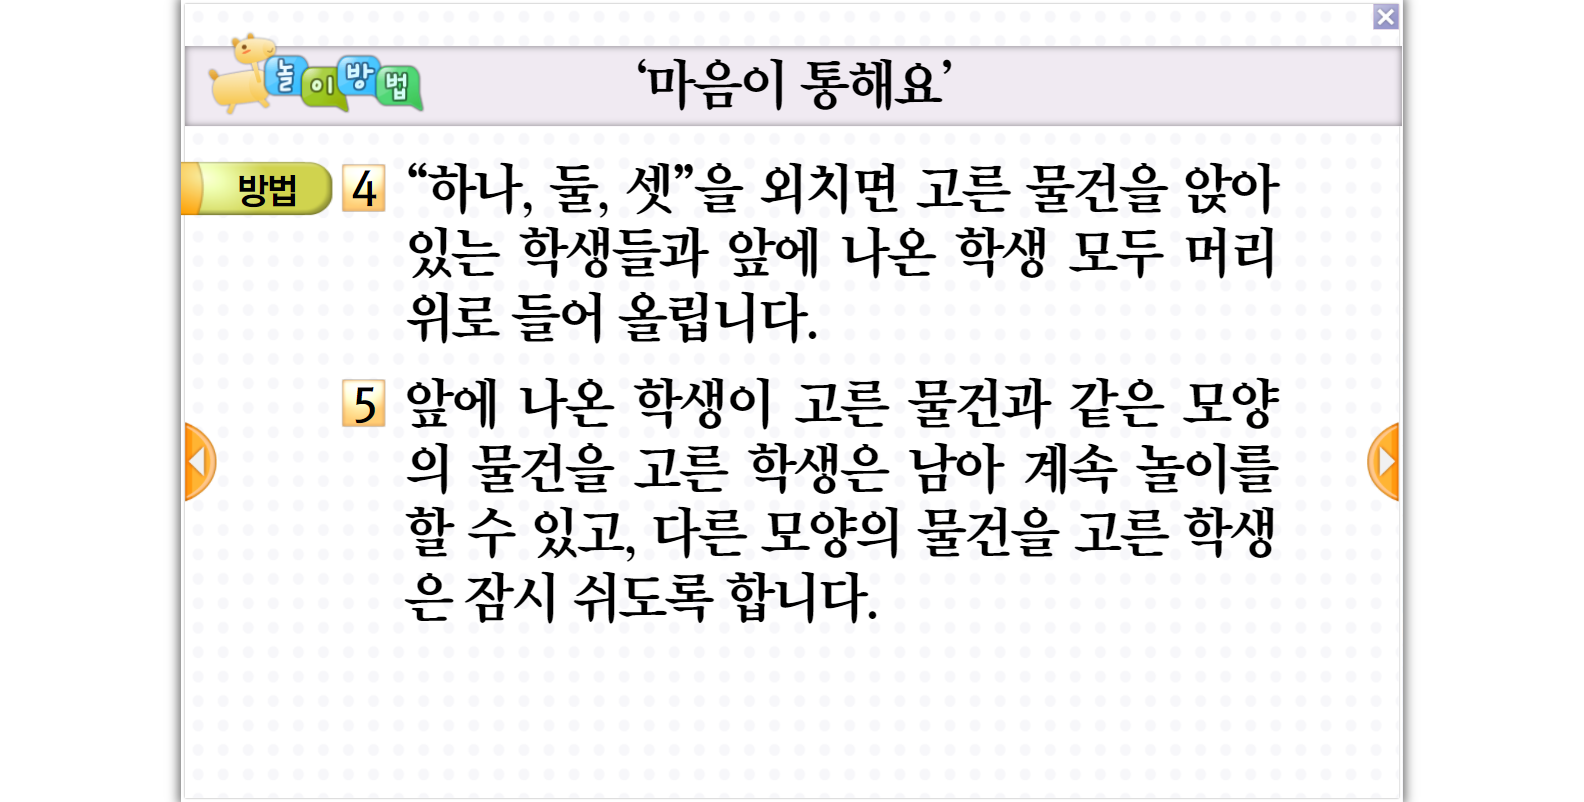 놀이방법
‘마음이 통해요’
방법
4 “하나, 둘, 셋”을 외치면 고른 물건을 앉아
있는 학생들과 앞에 나온 학생 모두 머리
위로 들어 올립니다.
5 앞에 나온 학생이 고른 물건과 같은 모양
의 물건을 고른 학생은 남아 계속 놀이를
할 수 있고, 다른 모양의 물건을 고른 학생
은 잠시 쉬도록 합니다.